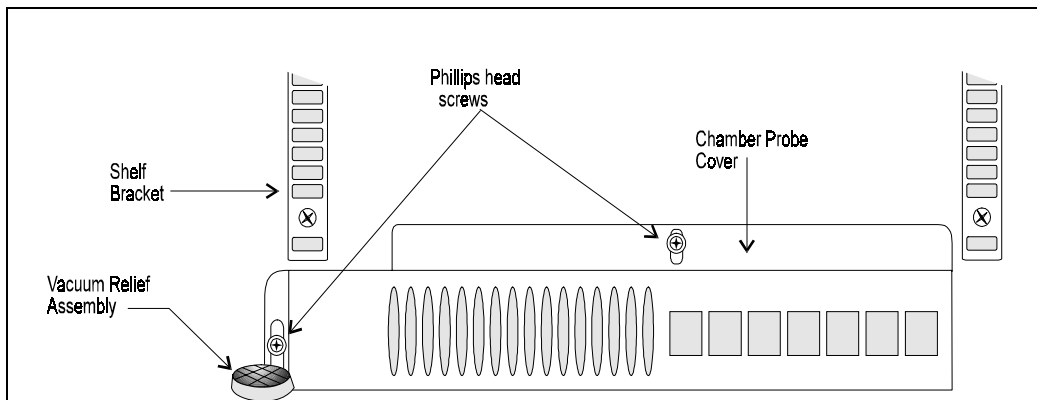 Phillips head
screws
Chamber Probe
Cover
Shelf
Bracket
Vacuum Relief
Assembly